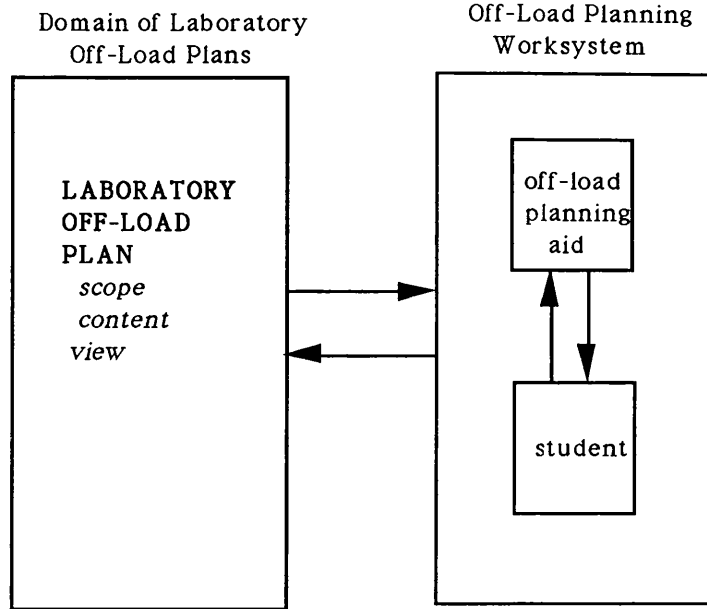 Domain of Laboratory
Off-Load Plans
LABORATORY
OFF-LOAD
PLAN
scope
content
view
Off-Load Planning
Worksystem
off-load
planning
aid
student